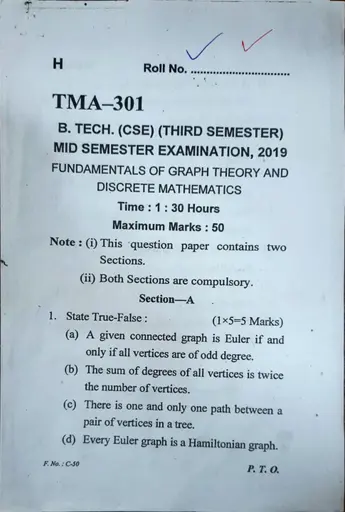 H
Roll No. ................................
TMA–301
B. TECH. (CSE) (THIRD SEMESTER)
MID SEMESTER EXAMINATION, 2019
FUNDAMENTALS OF GRAPH THEORY AND
DISCRETE MATHEMATICS
Time : 1 : 30 Hours
Maximum Marks : 50
Note : (i) This question paper contains two
Sections.
(ii) Both Sections are compulsory.
Section—A
1. State True-False : (1×5=5 Marks)
(a) A given connected graph is Euler if and
only if all vertices are of odd degree.
(b) The sum of degrees of all vertices is twice
the number of vertices.
(c) There is one and only one path between a
pair of vertices in a tree.
(d) Every Euler graph is a Hamiltonian graph.
F. No. : C-50
P. T. O.